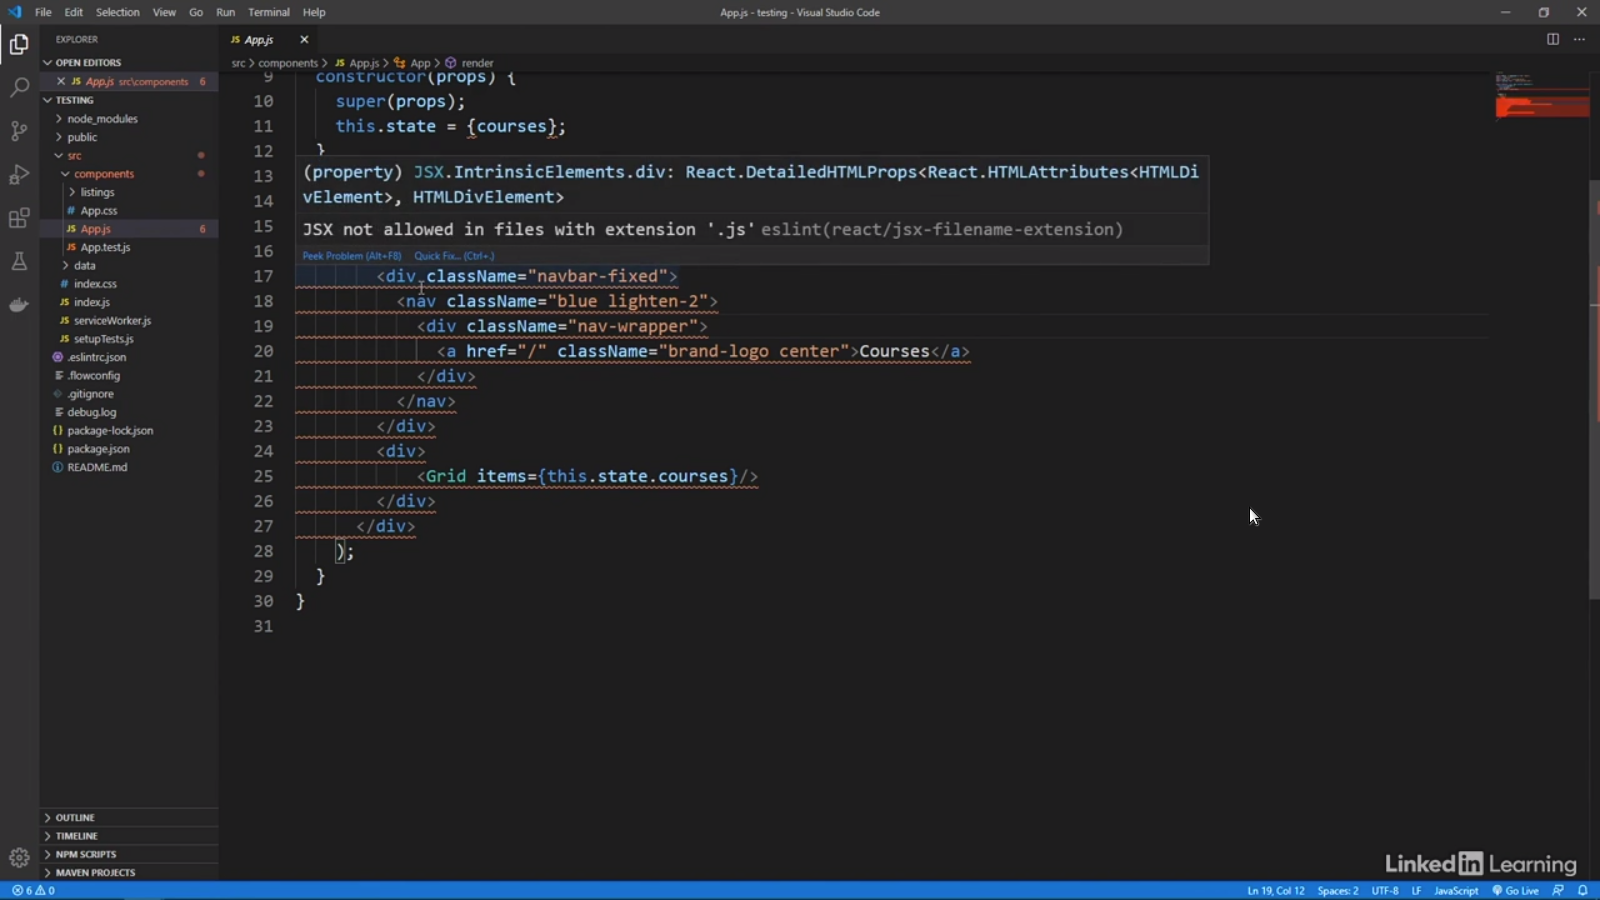 File Edit Selection View Go Run Terminal Help
App.js - testing - Visual Studio Code
EXPLORER
OPEN EDITORS
JS App.js src\components 6
TESTING
node_modules
public
src
components
listings
# App.css
JS App.js 6
JS App.test.js
data
# index.css
JS index.js
JS serviceWorker.js
JS setupTests.js
.eslintrc.json
.flowconfig
.gitignore
debug.log
{} package-lock.json
{} package.json
README.md
OUTLINE
TIMELINE
NPM SCRIPTS
MAVEN PROJECTS
JS App.js
src > components > JS App.js > App > render
9 constructor(props) {
10 super(props);
11 this.state = {courses};
12 }
13
14
15
16
(property) JSX.IntrinsicElements.div: React.DetailedHTMLProps<React.HTMLAttributes<HTMLDi
vElement>, HTMLDivElement>
JSX not allowed in files with extension '.js' eslint(react/jsx-filename-extension)
Peek Problem (Alt+F8) Quick Fix... (Ctrl+.)
17 <div className="navbar-fixed">
18 <nav className="blue lighten-2">
19 <div className="nav-wrapper">
20 <a href="/" className="brand-logo center">Courses</a>
21 </div>
22 </nav>
23 </div>
24 <div>
25 <Grid items={this.state.courses}/>
26 </div>
27 </div>
28 );
29 }
30 }
31
LinkedIn Learning
6 0
Ln 19, Col 12 Spaces: 2 UTF-8 LF JavaScript Go Live